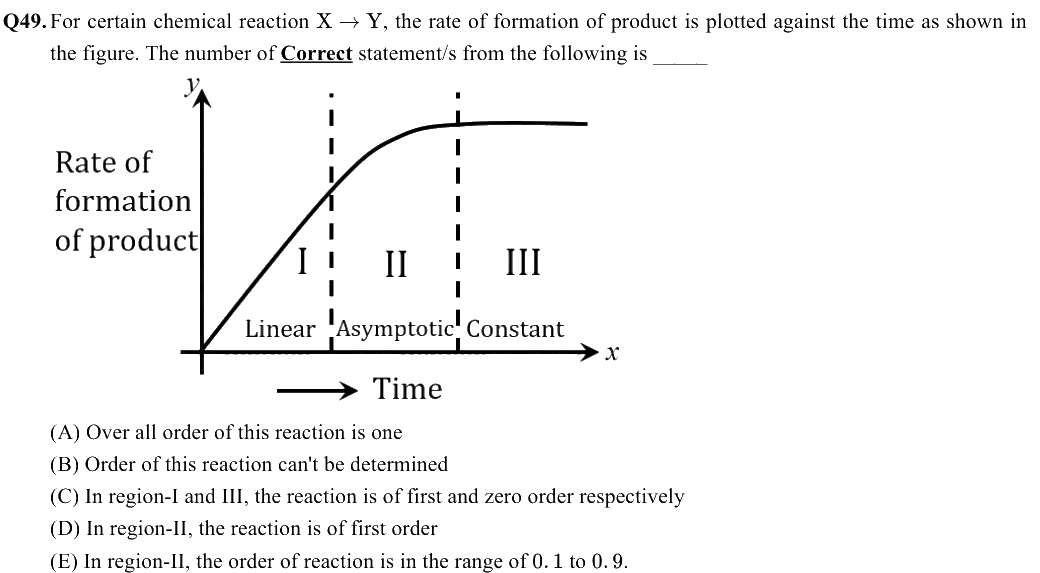 Q49. For certain chemical reaction X → Y, the rate of formation of product is plotted against the time as shown in
the figure. The number of Correct statement/s from the following is _____
y
Rate of
formation
of product
I
II
III
Linear
Asymptotic
Constant
x
Time
(A) Over all order of this reaction is one
(B) Order of this reaction can't be determined
(C) In region-I and III, the reaction is of first and zero order respectively
(D) In region-II, the reaction is of first order
(E) In region-II, the order of reaction is in the range of 0. 1 to 0. 9.